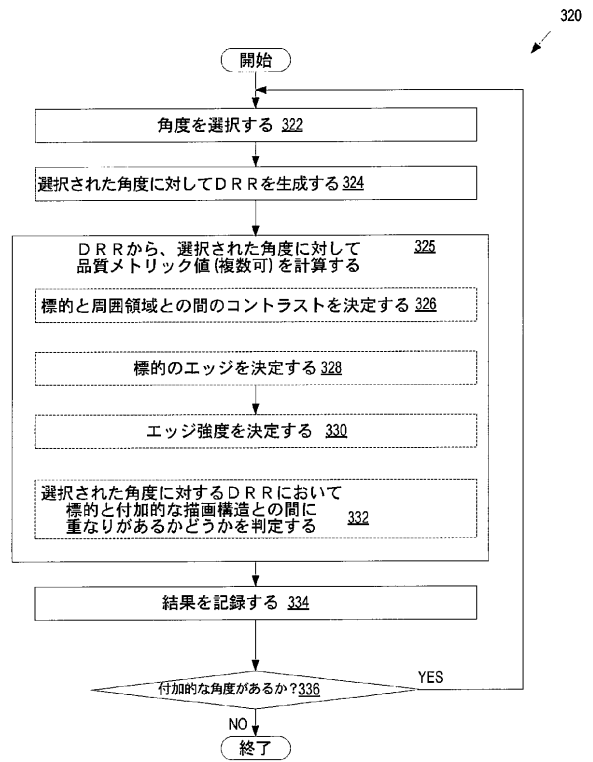 320
開始
角度を選択する 322
選択された角度に対してDRRを生成する 324
DRRから、選択された角度に対して 325
品質メトリック値(複数可)を計算する
標的と周囲領域との間のコントラストを決定する 326
標的のエッジを決定する 328
エッジ強度を決定する 330
選択された角度に対するDRRにおいて
標的と付加的な描画構造との間に 332
重なりがあるかどうかを判定する
結果を記録する 334
付加的な角度があるか?336
YES
NO
終了